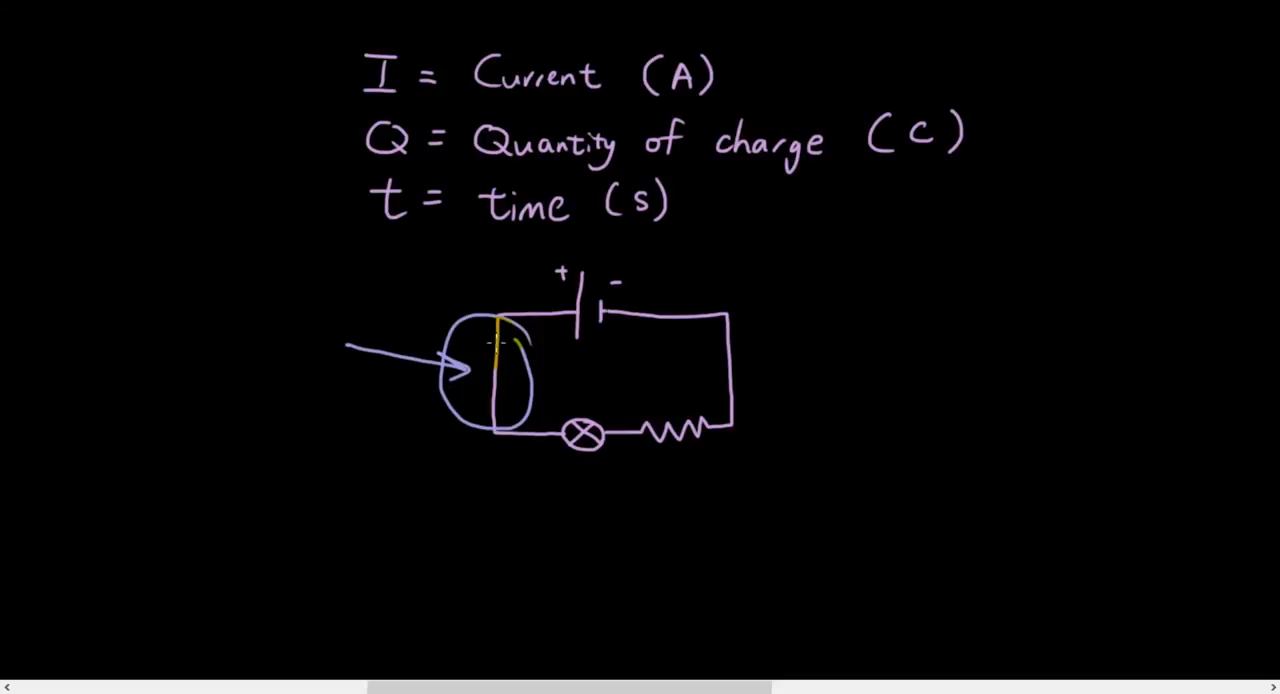 I = Current (A)
Q = Quantity of charge (C)
t = time (s)
+ -